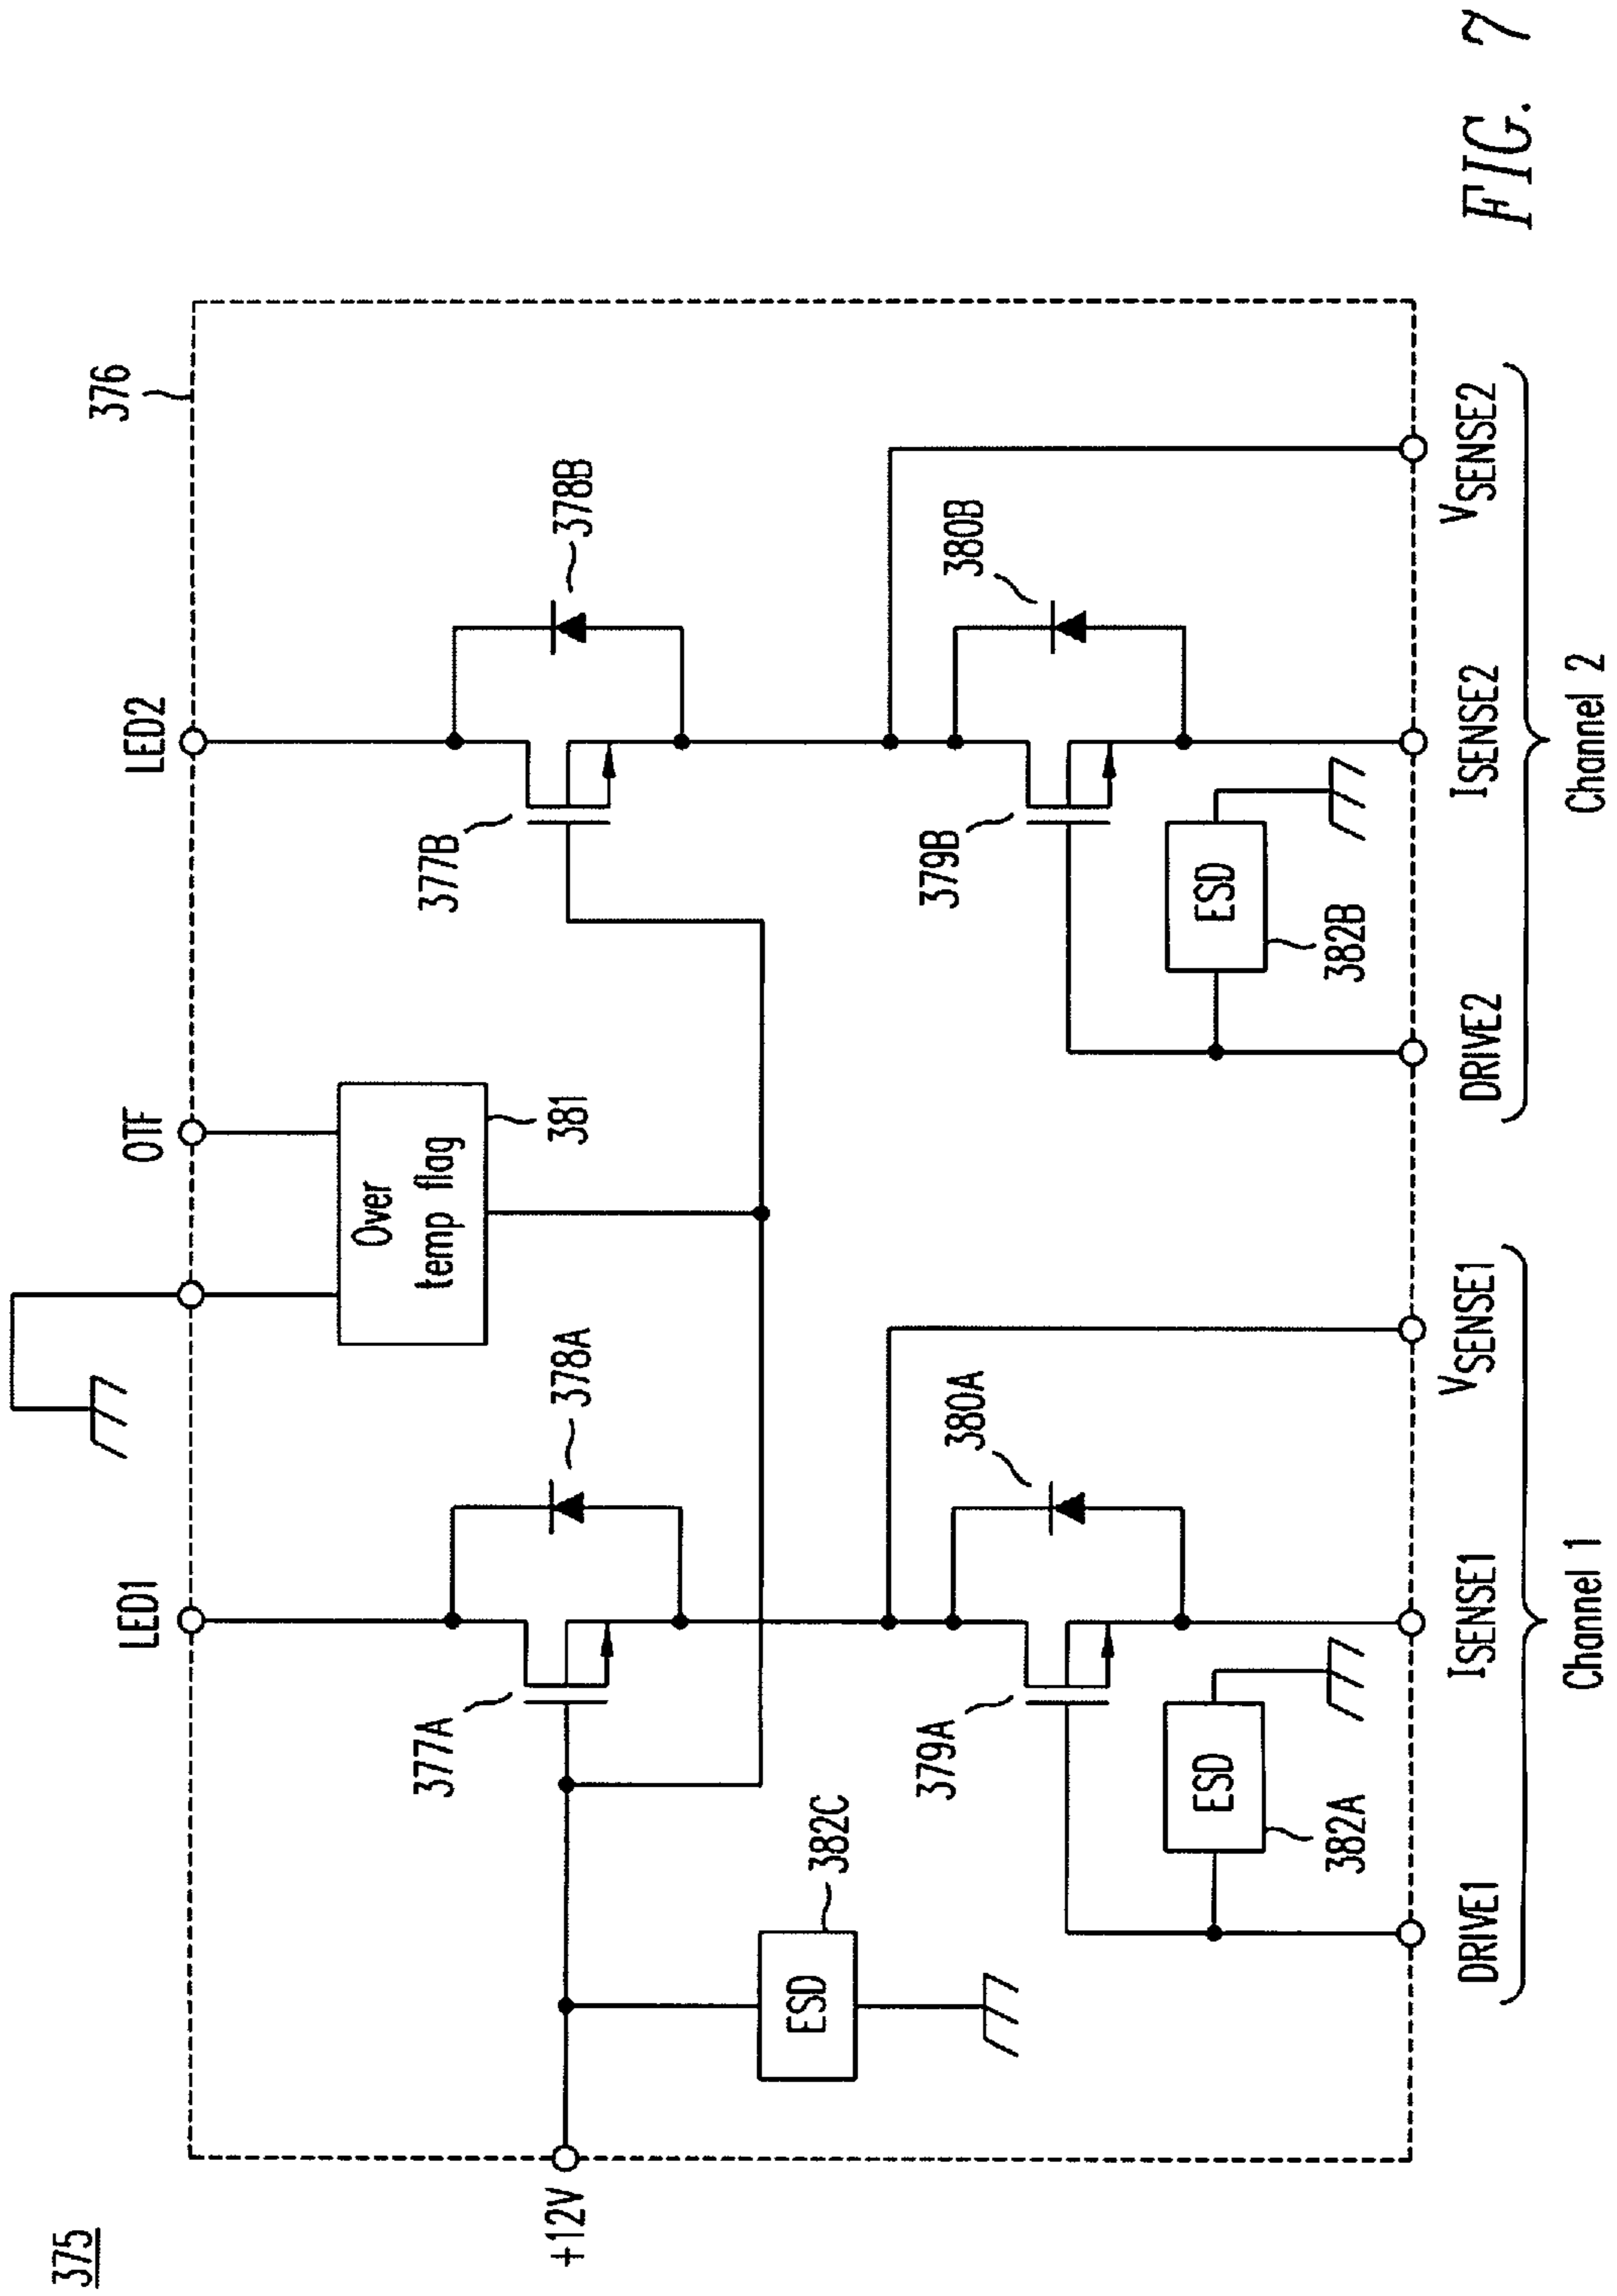 375
376
LED1
OTF
LED2
Over
temp flag
381
377A
378A
377B
378B
+12V
382C
ESD
379A
380A
379B
380B
ESD
382A
ESD
382B
DRIVE1
ISENSE1
VSENSE1
DRIVE2
ISENSE2
VSENSE2
Channel 1
Channel 2
FIG. 7